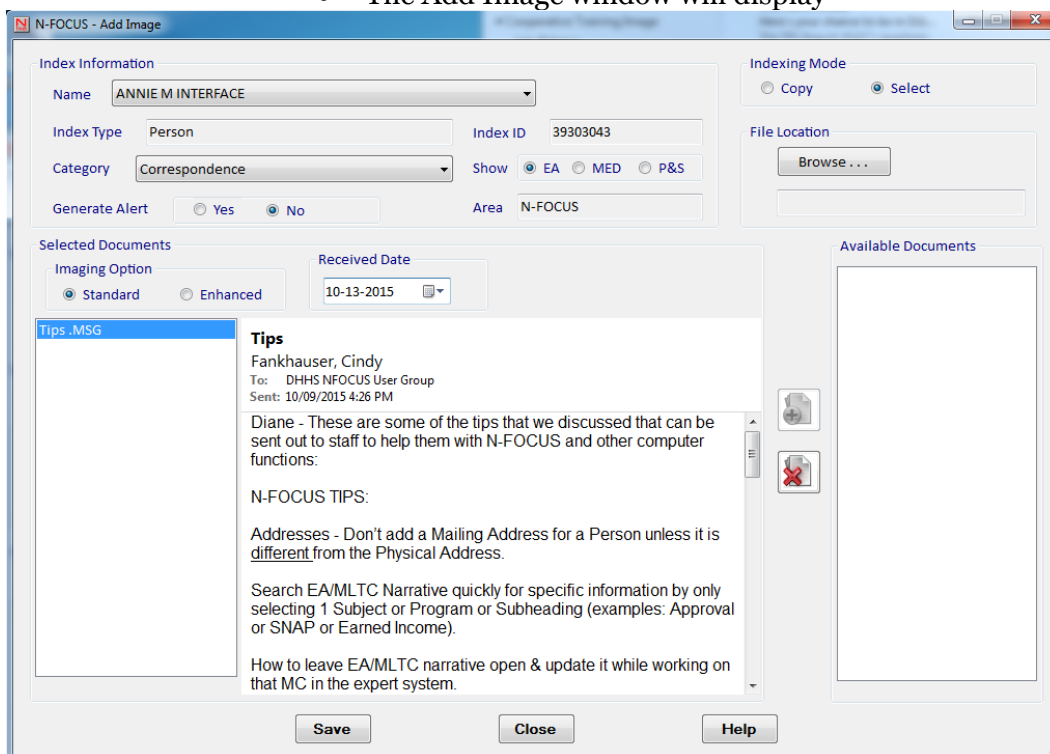 The Add Image window will display
N-FOCUS - Add Image
Index Information
Name ANNIE M INTERFACE
Index Type Person
Index ID 39303043
Category Correspondence
Show EA MED P&S
Generate Alert Yes No
Area N-FOCUS
Indexing Mode
Copy Select
File Location
Browse . . .
Selected Documents
Imaging Option
Standard Enhanced
Received Date
10-13-2015
Available Documents
Tips .MSG
Tips
Fankhauser, Cindy
To: DHHS NFOCUS User Group
Sent: 10/09/2015 4:26 PM
Diane - These are some of the tips that we discussed that can be
sent out to staff to help them with N-FOCUS and other computer
functions:
N-FOCUS TIPS:
Addresses - Don't add a Mailing Address for a Person unless it is
different from the Physical Address.
Search EA/MLTC Narrative quickly for specific information by only
selecting 1 Subject or Program or Subheading (examples: Approval
or SNAP or Earned Income).
How to leave EA/MLTC narrative open & update it while working on
that MC in the expert system.
Save Close Help